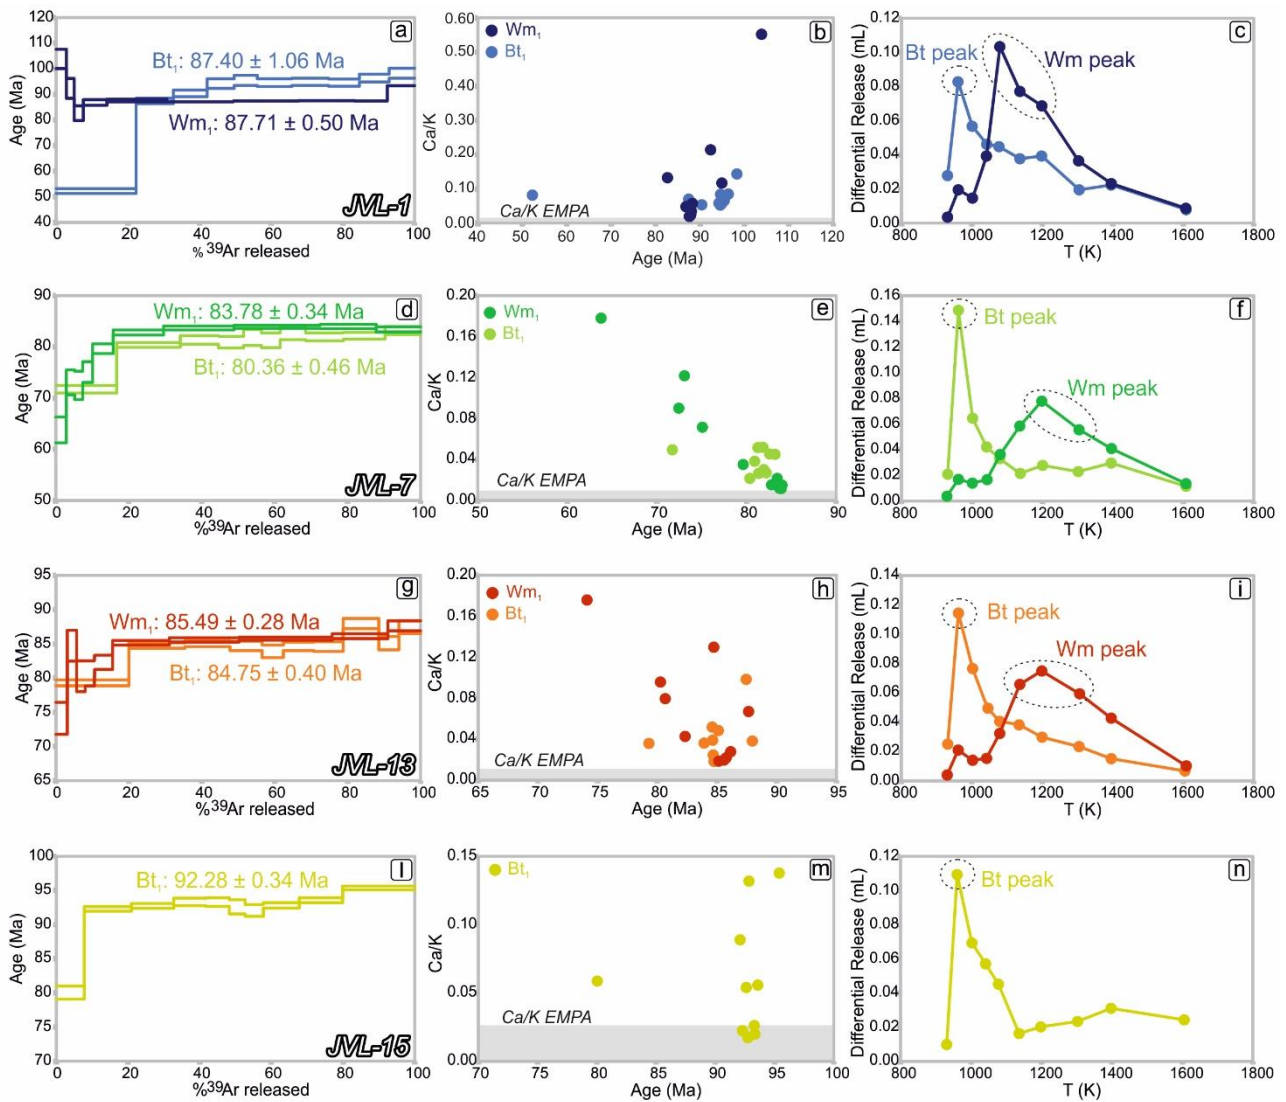 120
110
100
90
80
70
60
50
40
Age (Ma)
a
Bt₁: 87.40 ± 1.06 Ma
Wm₁: 87.71 ± 0.50 Ma
JVL-1
0 20 40 60 80 100
% ³⁹Ar released
0.60
0.50
0.40
0.30
0.20
0.10
0.00
Ca/K
Wm₁
Bt₁
b
Ca/K EMPA
40 50 60 70 80 90 100 110 120
Age (Ma)
0.12
0.10
0.08
0.06
0.04
0.02
0.00
Differential Release (mL)
c
Bt peak
Wm peak
800 1000 1200 1400 1600 1800
T (K)
90
80
70
60
50
Age (Ma)
d
Wm₁: 83.78 ± 0.34 Ma
Bt₁: 80.36 ± 0.46 Ma
JVL-7
0 20 40 60 80 100
%³⁹Ar released
0.20
0.16
0.12
0.08
0.04
0.00
Ca/K
Wm₁
Bt₁
e
Ca/K EMPA
50 60 70 80 90
Age (Ma)
0.16
0.14
0.12
0.10
0.08
0.06
0.04
0.02
0.00
Differential Release (mL)
f
Bt peak
Wm peak
800 1000 1200 1400 1600 1800
T (K)
95
90
85
80
75
70
65
Age (Ma)
g
Wm₁: 85.49 ± 0.28 Ma
Bt₁: 84.75 ± 0.40 Ma
JVL-13
0 20 40 60 80 100
%³⁹Ar released
0.20
0.16
0.12
0.08
0.04
0.00
Ca/K
Wm₁
Bt₁
h
Ca/K EMPA
65 70 75 80 85 90 95
Age (Ma)
0.14
0.12
0.10
0.08
0.06
0.04
0.02
0.00
Differential Release (mL)
i
Bt peak
Wm peak
800 1000 1200 1400 1600 1800
T (K)
100
95
90
85
80
75
70
Age (Ma)
l
Bt₁: 92.28 ± 0.34 Ma
JVL-15
0 20 40 60 80 100
%³⁹Ar released
0.15
0.10
0.05
0.00
Ca/K
Bt₁
m
Ca/K EMPA
70 80 90 100
Age (Ma)
0.12
0.10
0.08
0.06
0.04
0.02
0.00
Differential Release (mL)
n
Bt peak
800 1000 1200 1400 1600 1800
T (K)